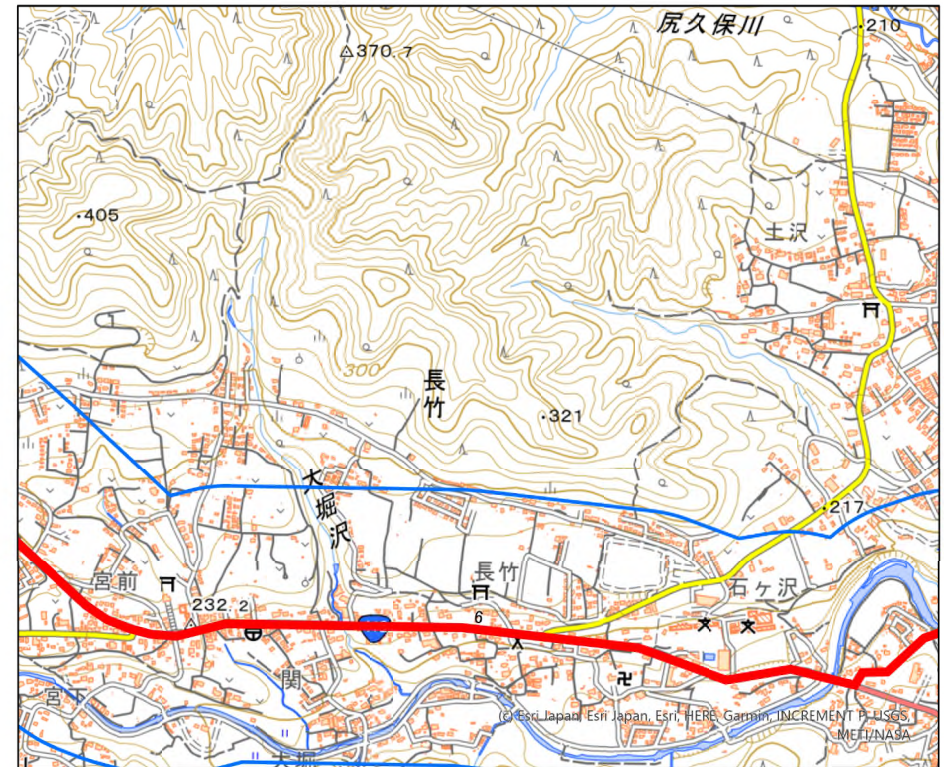 尻久保川
210
370.7
405
土沢
300
長竹
321
大堀沢
217
長竹
宮前
石ヶ沢
232.2
6
関
宮下
(c) Esri Japan, Esri Japan, Esri, HERE, Garmin, INCREMENT P, USGS,
METI/NASA